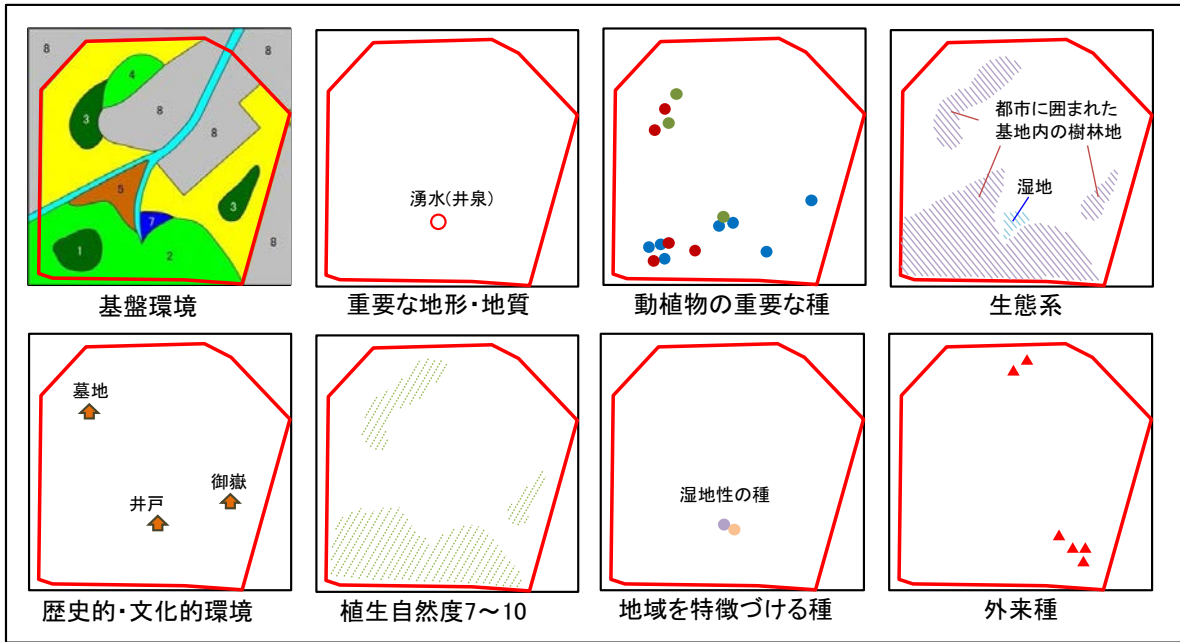 8
8
4
3
8
8
5
3
7
1
2
8
基盤環境
湧水(井泉)
重要な地形・地質
動植物の重要な種
都市に囲まれた
基地内の樹林地
湿地
生態系
墓地
御嶽
井戸
歴史的・文化的環境
植生自然度7～10
湿地性の種
地域を特徴づける種
外来種